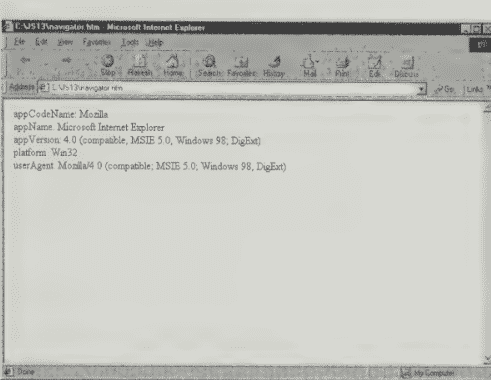 C:\J513\navigator.htm - Microsoft Internet Explorer
File Edit View Favorites Tools Help
Stop Refresh Home Search Favorites History Mail Print Edit Discuss
Address C:\J513\navigator.htm Go Links
appCodeName: Mozilla
appName: Microsoft Internet Explorer
appVersion: 4.0 (compatible; MSIE 5.0; Windows 98; DigExt)
platform: Win32
userAgent: Mozilla/4.0 (compatible; MSIE 5.0; Windows 98; DigExt)
Done My Computer